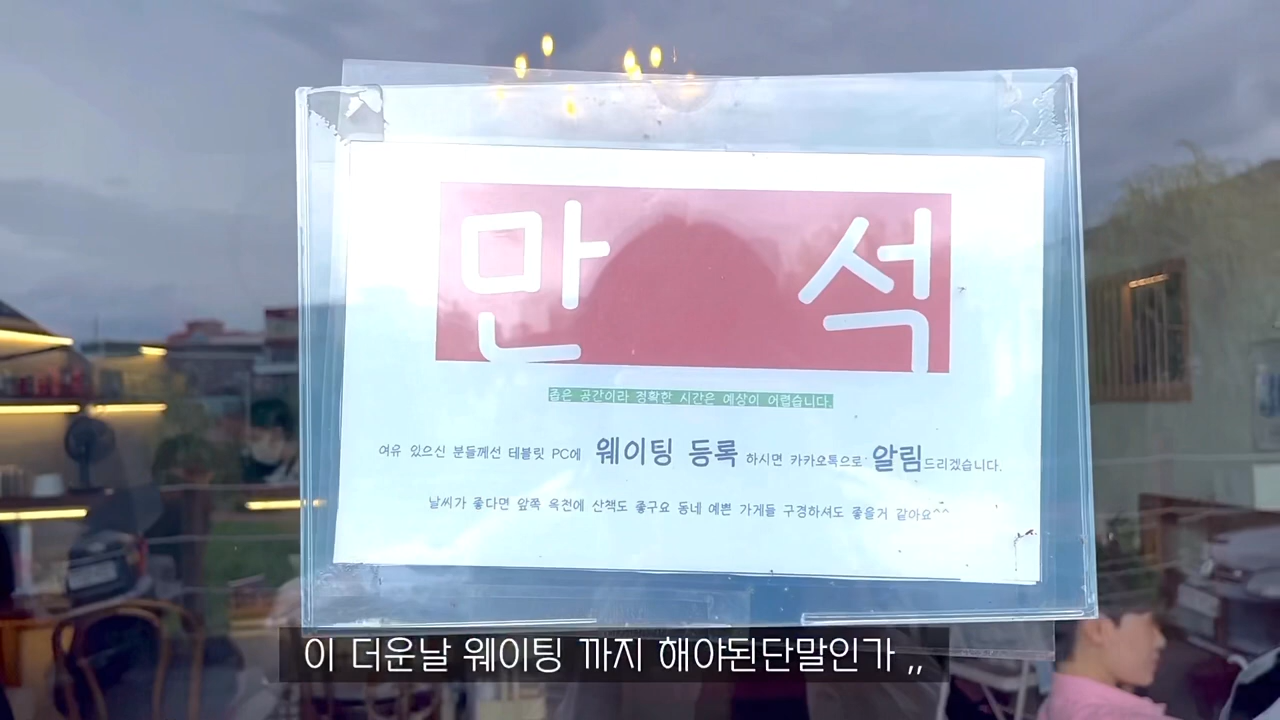 만 석
좁은 공간이라 정확한 시간은 예상이 어렵습니다.
여유 있으신 분들께선 테블릿 PC에 웨이팅 등록 하시면 카카오톡으로 알림드리겠습니다.
날씨가 좋다면 앞쪽 옥천에 산책도 좋구요 동네 예쁜 가게들 구경하셔도 좋을거 같아요^^
이 더운날 웨이팅 까지 해야된단말인가 ,,